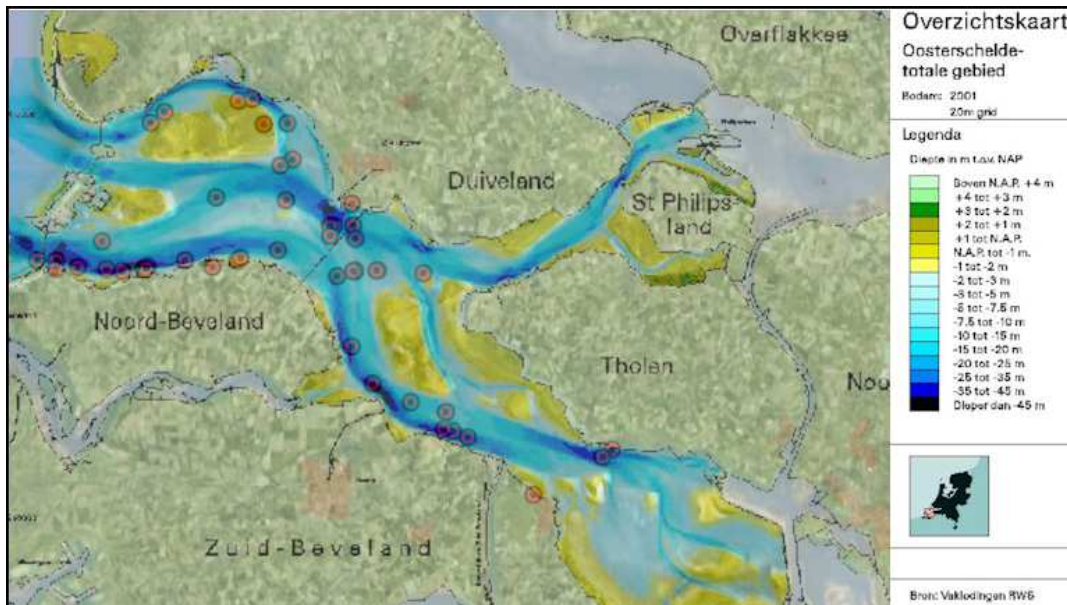 Overzichtskaart
Oosterschelde-
totale gebied
Bodem: 2001
20m grid
Legenda
Diepte in m t.o.v. NAP
Boven N.A.P. +4 m
+4 tot +3 m
+3 tot +2 m
+2 tot +1 m
+1 tot N.A.P.
N.A.P. tot -1 m.
-1 tot -2 m
-2 tot -3 m
-3 tot -5 m
-5 tot -7.5 m
-7.5 tot -10 m
-10 tot -15 m
-15 tot -20 m
-20 tot -25 m
-25 tot -35 m
-35 tot -45 m
Dieper dan -45 m
Bron: Vaklodingen RWS
Overflakkee
Duiveland
St Philips-
land
Noord-Beveland
Tholen
Noo
Zuid-Beveland